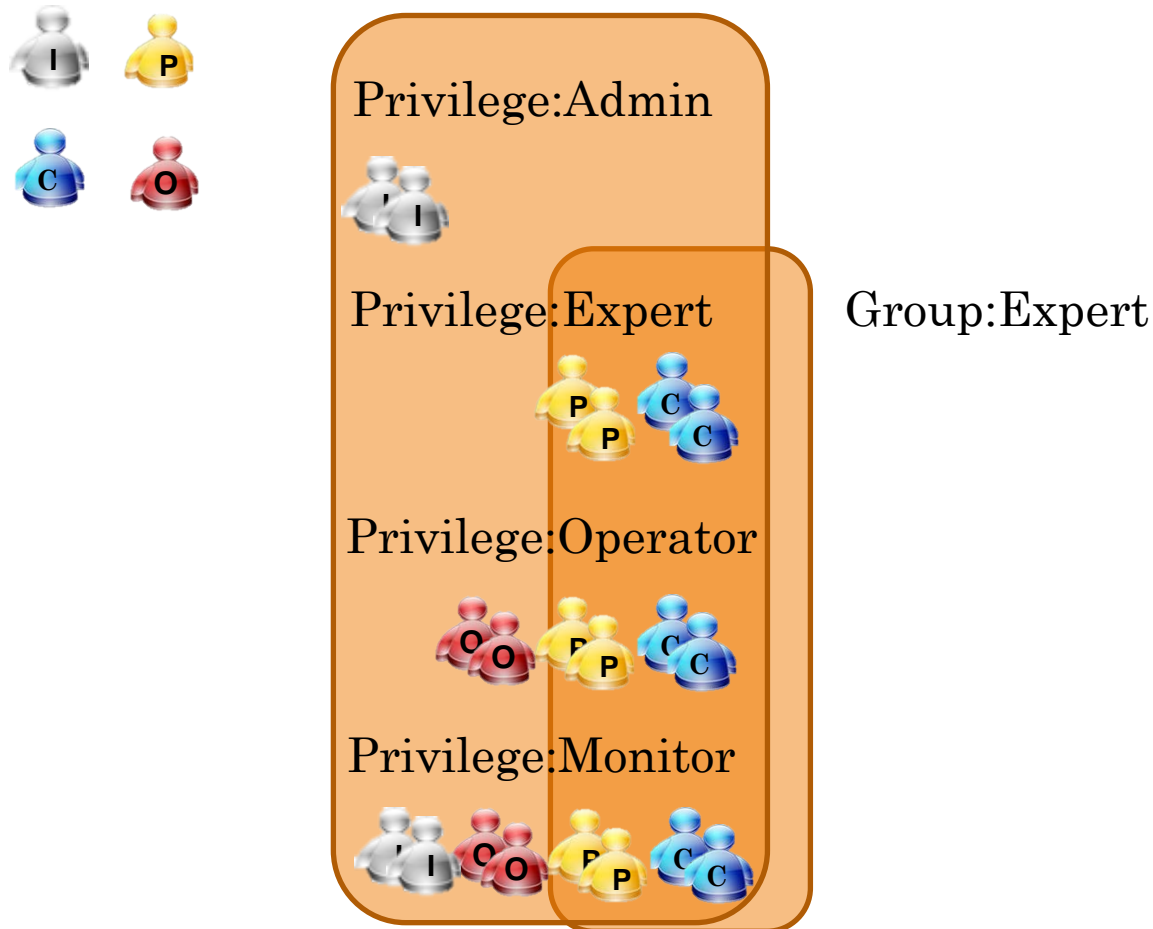 I P
C O
Privilege:Admin
I I
Privilege:Expert Group:Expert
P P C C
Privilege:Operator
O O P P C C
Privilege:Monitor
I I O O P P C C